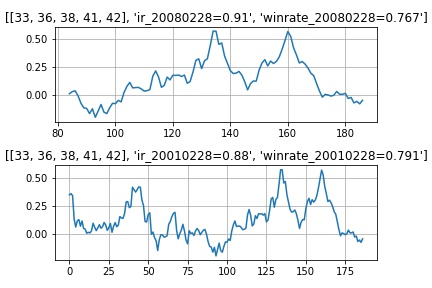 [[33, 36, 38, 41, 42], 'ir_20080228=0.91', 'winrate_20080228=0.767']
0.50
0.25
0.00
80 100 120 140 160 180
[[33, 36, 38, 41, 42], 'ir_20010228=0.88', 'winrate_20010228=0.791']
0.50
0.25
0.00
0 25 50 75 100 125 150 175